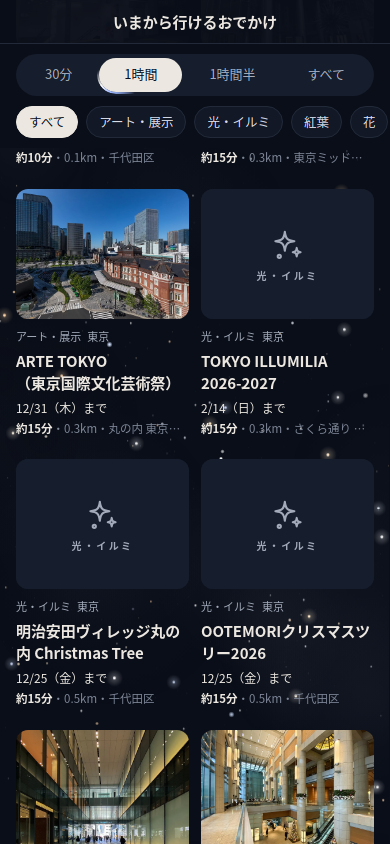 いまから行けるおでかけ
30分 1時間 1時間半 すべて
すべて アート・展示 光・イルミ 紅葉 花
約10分・0.1km・千代田区
約15分・0.3km・東京ミッド…
光・イルミ
アート・展示 東京
ARTE TOKYO
（東京国際文化芸術祭）
12/31（木）まで
約15分・0.3km・丸の内 東京…
光・イルミ 東京
TOKYO ILLUMILIA
2026-2027
2/14（日）まで
約15分・0.3km・さくら通り …
光・イルミ
光・イルミ
光・イルミ 東京
明治安田ヴィレッジ丸の
内 Christmas Tree
12/25（金）まで
約15分・0.5km・千代田区
光・イルミ 東京
OOTEMORIクリスマスツ
リー2026
12/25（金）まで
約15分・0.5km・千代田区